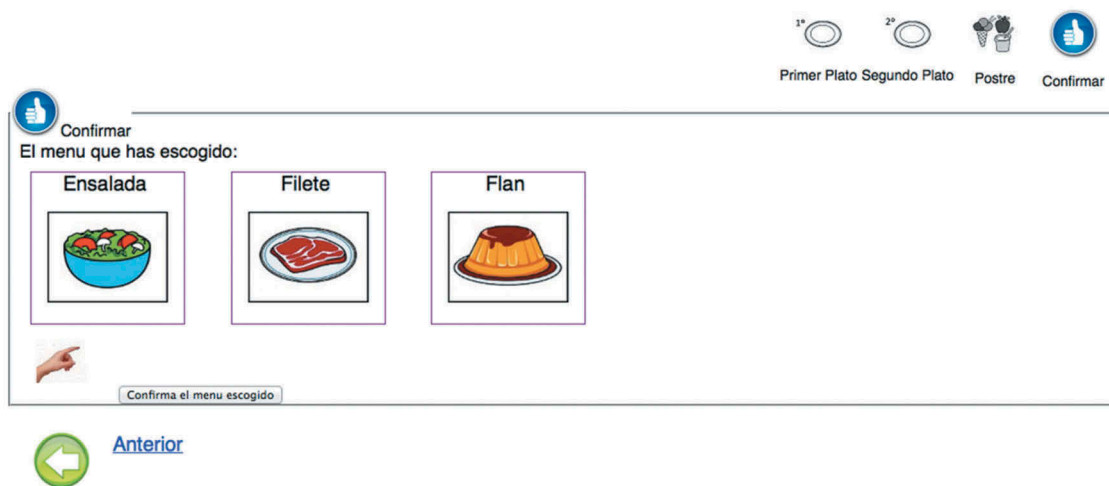 1º 2º
Primer Plato Segundo Plato Postre Confirmar
Confirmar
El menu que has escogido:
Ensalada Filete Flan
Confirma el menu escogido
Anterior